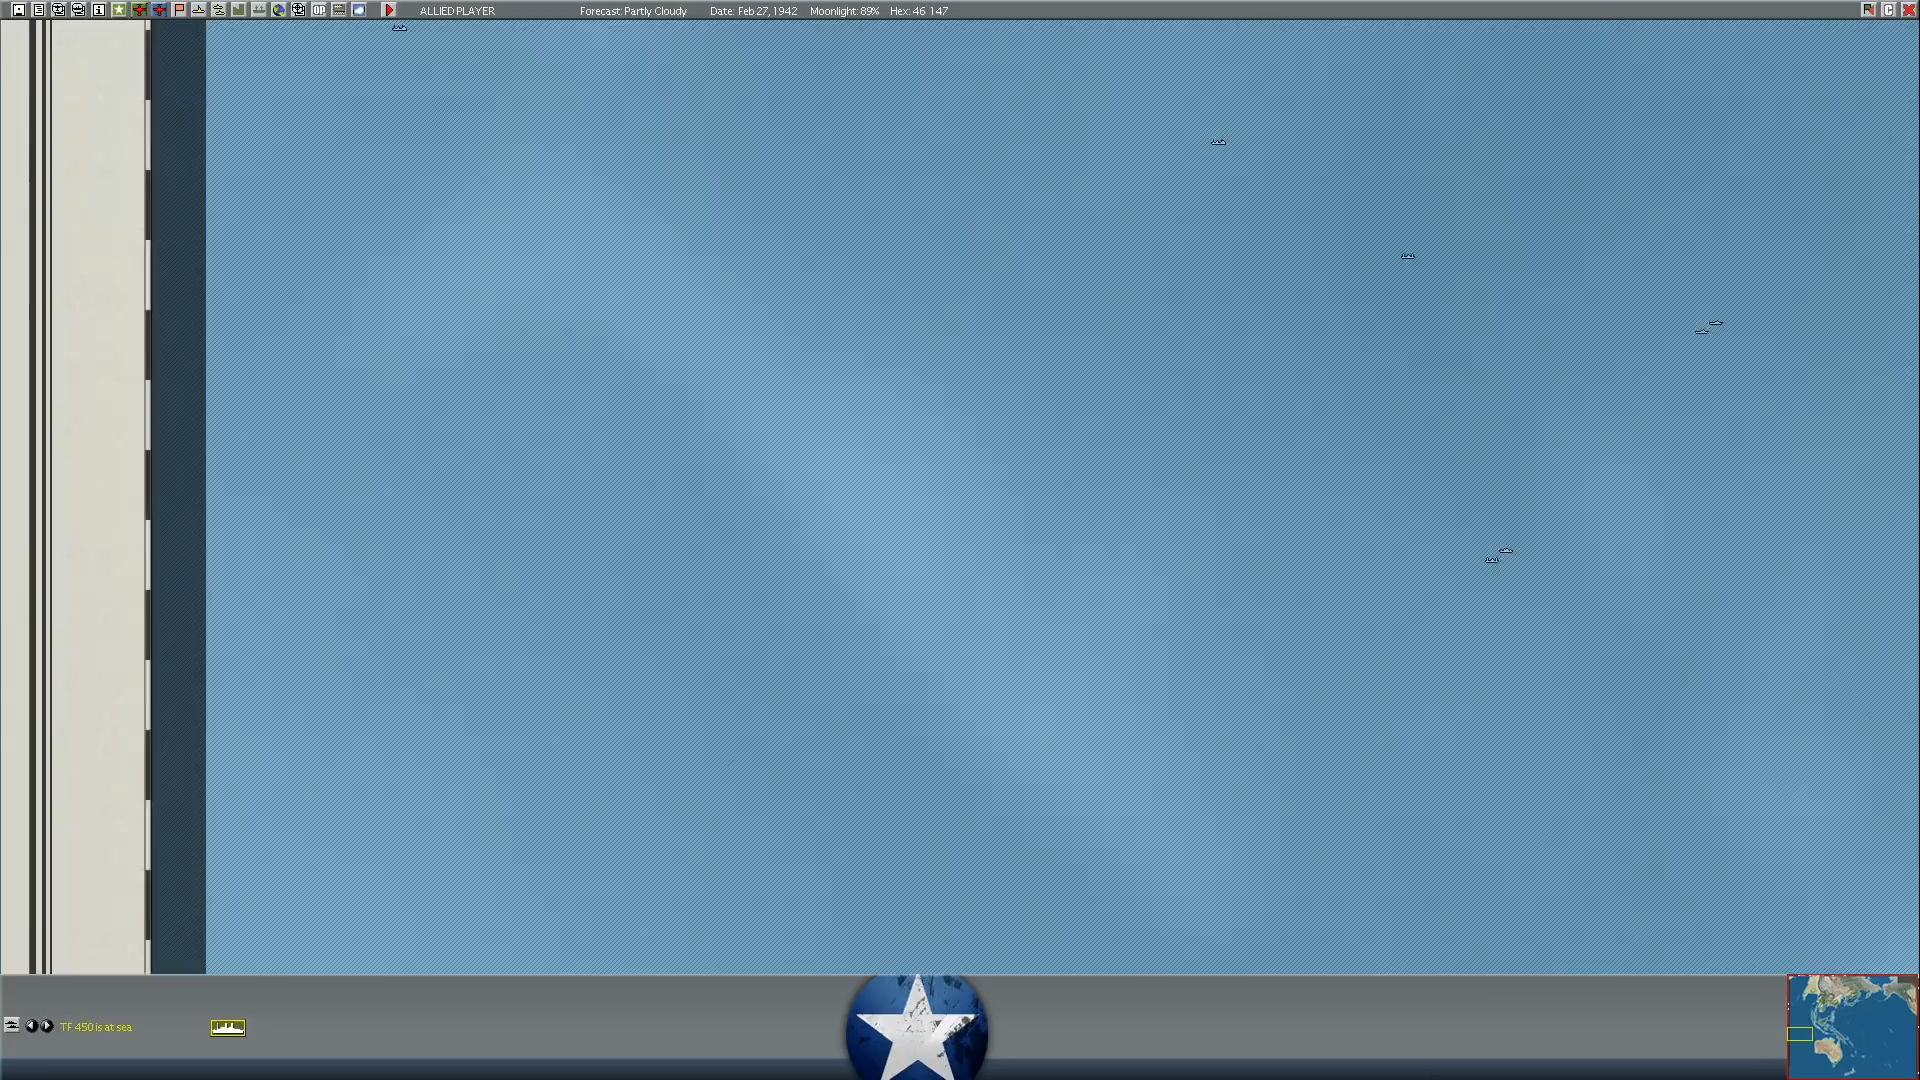 ALLIED PLAYER Forecast: Partly Cloudy Date: Feb 27, 1942 Moonlight: 89% Hex: 46 147
TF 450 is at sea